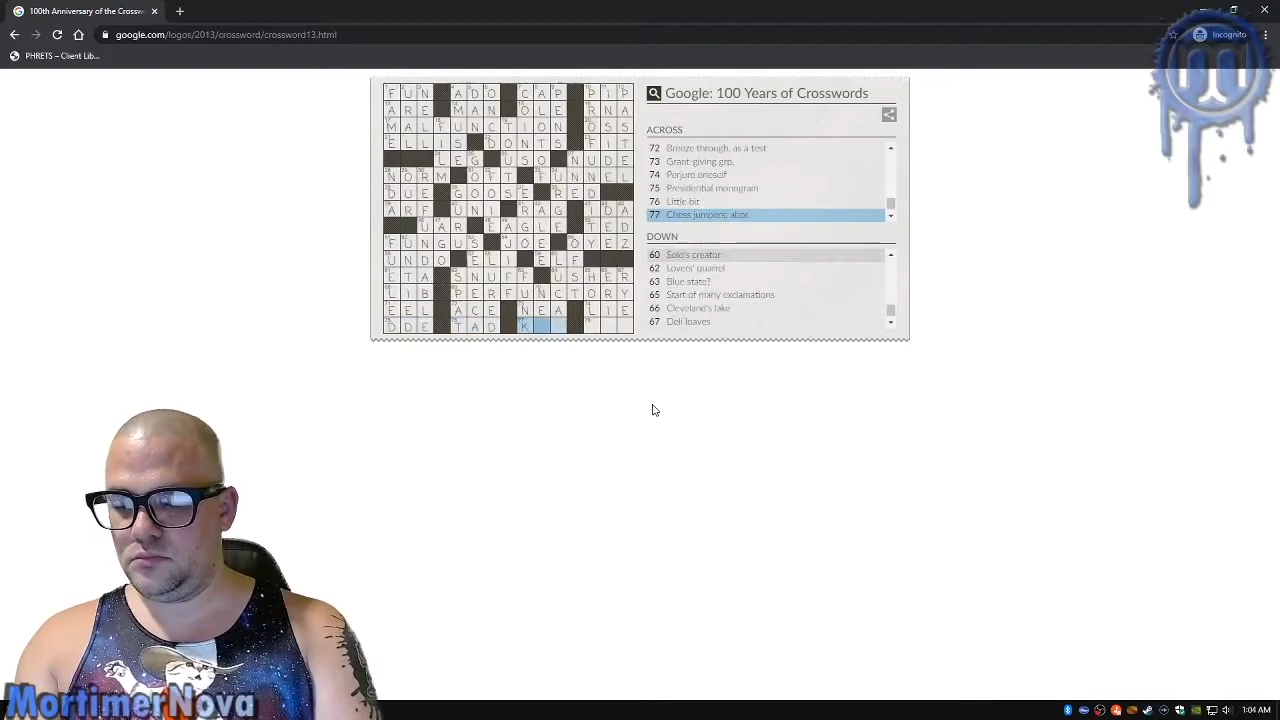 100th Anniversary of the Crossw
google.com/logos/2013/crossword/crossword13.html
Incognito
PHRETS – Client Lib...
Google: 100 Years of Crosswords
ACROSS
72 Breeze through, as a test
73 Grant-giving grp.
74 Perjure oneself
75 Presidential monogram
76 Little bit
77 Chess jumpers: abbr.
DOWN
60 Solo's creator
62 Lovers' quarrel
63 Blue state?
65 Start of many exclamations
66 Cleveland's lake
67 Deli loaves
F U N A D O C A P P I P
A R E M A N O L E R N A
M A L F U N C T I O N O S S
E L L I S D O N T S F I T
L E G U S O N U D E
N O R M O F T F U N N E L
D U E G O O S E R E D
A R F U N I R A G I D A
U A R E A G L E T E D
F U N G U S J O E O Y E Z
U N D O E L I E L F
E T A S N U F F U S H E R
L I B P E R F U N C T O R Y
E E L A C E N E A L I E
D D E T A D K
MortimerNova
1:04 AM